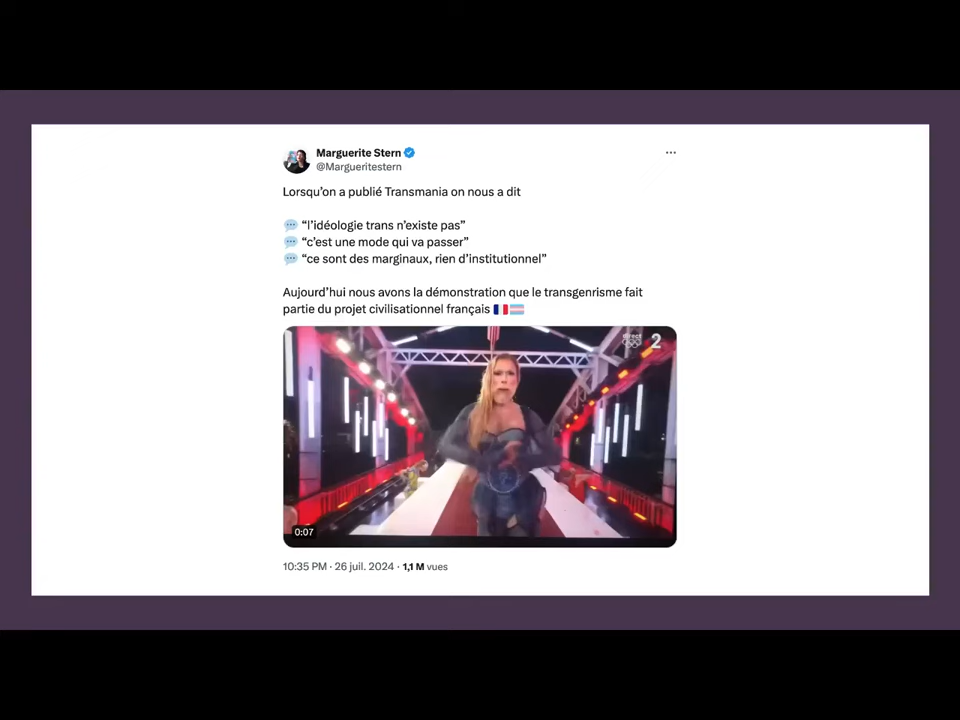 Marguerite Stern
@Margueritestern
Lorsqu'on a publié Transmania on nous a dit
“l'idéologie trans n'existe pas”
“c'est une mode qui va passer”
“ce sont des marginaux, rien d'institutionnel”
Aujourd'hui nous avons la démonstration que le transgenrisme fait
partie du projet civilisationnel français
direct
2
0:07
10:35 PM · 26 juil. 2024 · 1,1 M vues